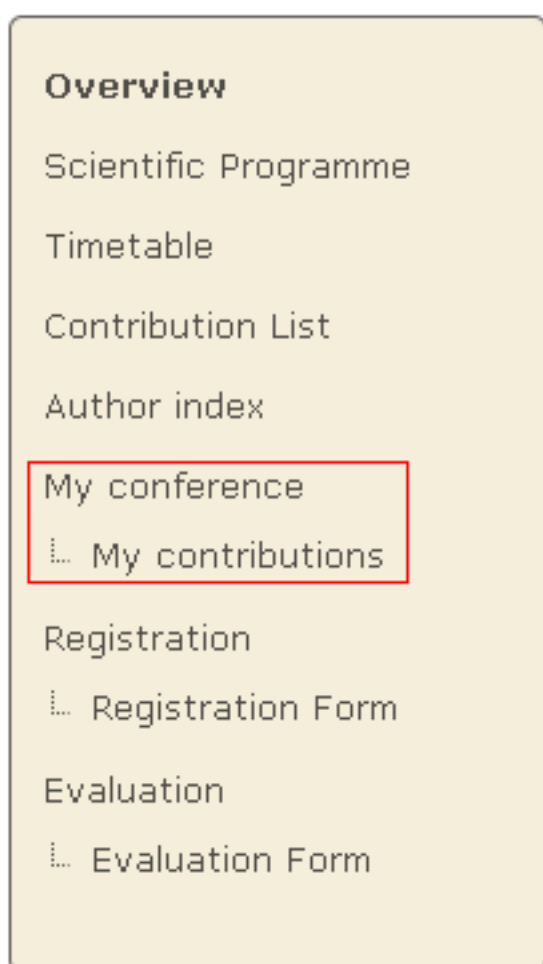 Overview
Scientific Programme
Timetable
Contribution List
Author index
My conference
My contributions
Registration
Registration Form
Evaluation
Evaluation Form